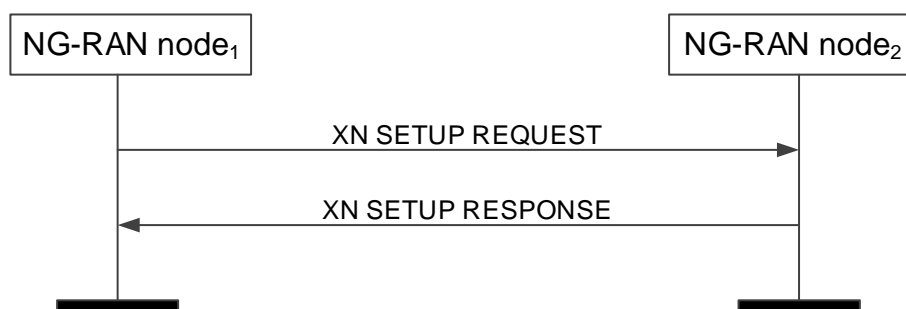 NG-RAN node₁
NG-RAN node₂
XN SETUP REQUEST
XN SETUP RESPONSE